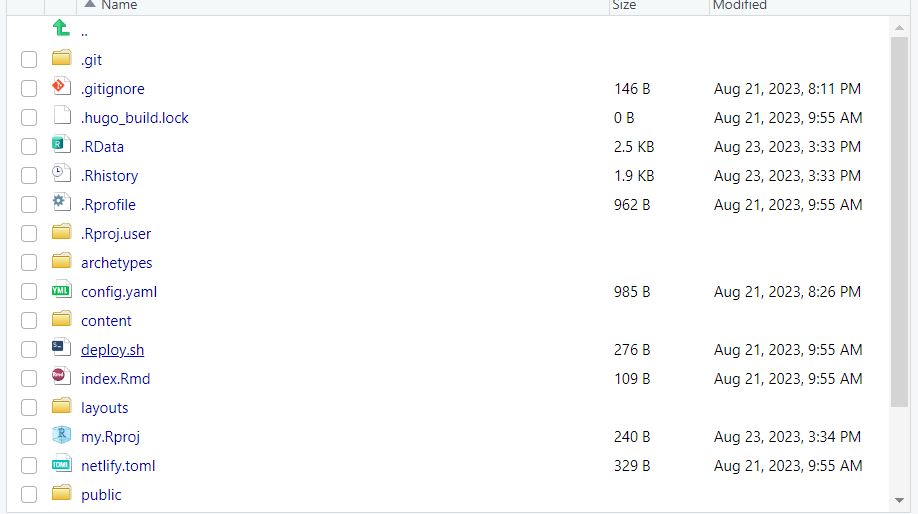 Name Size Modified
..
.git
.gitignore 146 B Aug 21, 2023, 8:11 PM
.hugo_build.lock 0 B Aug 21, 2023, 9:55 AM
.RData 2.5 KB Aug 23, 2023, 3:33 PM
.Rhistory 1.9 KB Aug 23, 2023, 3:33 PM
.Rprofile 962 B Aug 21, 2023, 9:55 AM
.Rproj.user
archetypes
YML config.yaml 985 B Aug 21, 2023, 8:26 PM
content
deploy.sh 276 B Aug 21, 2023, 9:55 AM
Rmd index.Rmd 109 B Aug 21, 2023, 9:55 AM
layouts
R my.Rproj 240 B Aug 23, 2023, 3:34 PM
TOML netlify.toml 329 B Aug 21, 2023, 9:55 AM
public